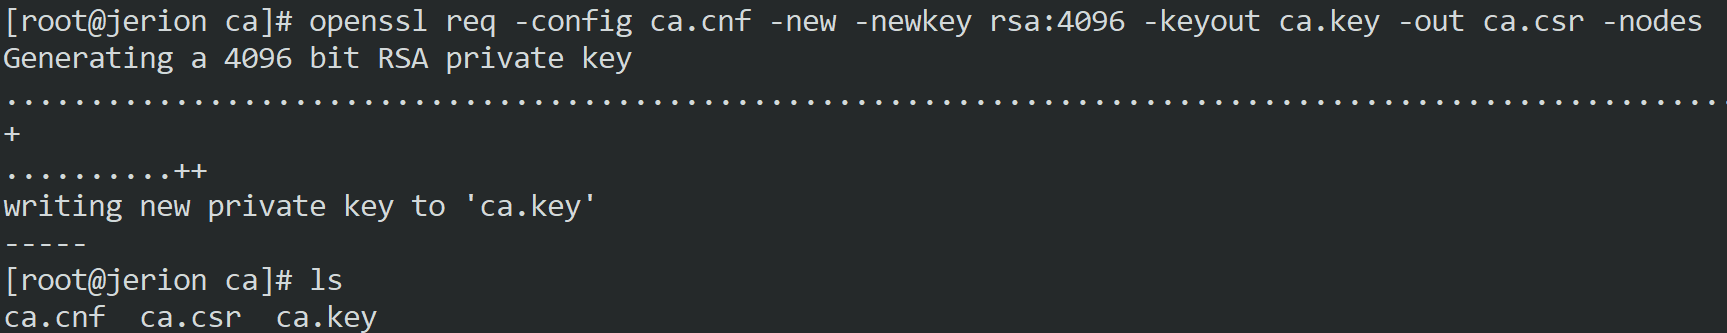 [root@jerion ca]# openssl req -config ca.cnf -new -newkey rsa:4096 -keyout ca.key -out ca.csr -nodes
Generating a 4096 bit RSA private key
......................................................................................................
+
..........++
writing new private key to 'ca.key'
-----
[root@jerion ca]# ls
ca.cnf  ca.csr  ca.key